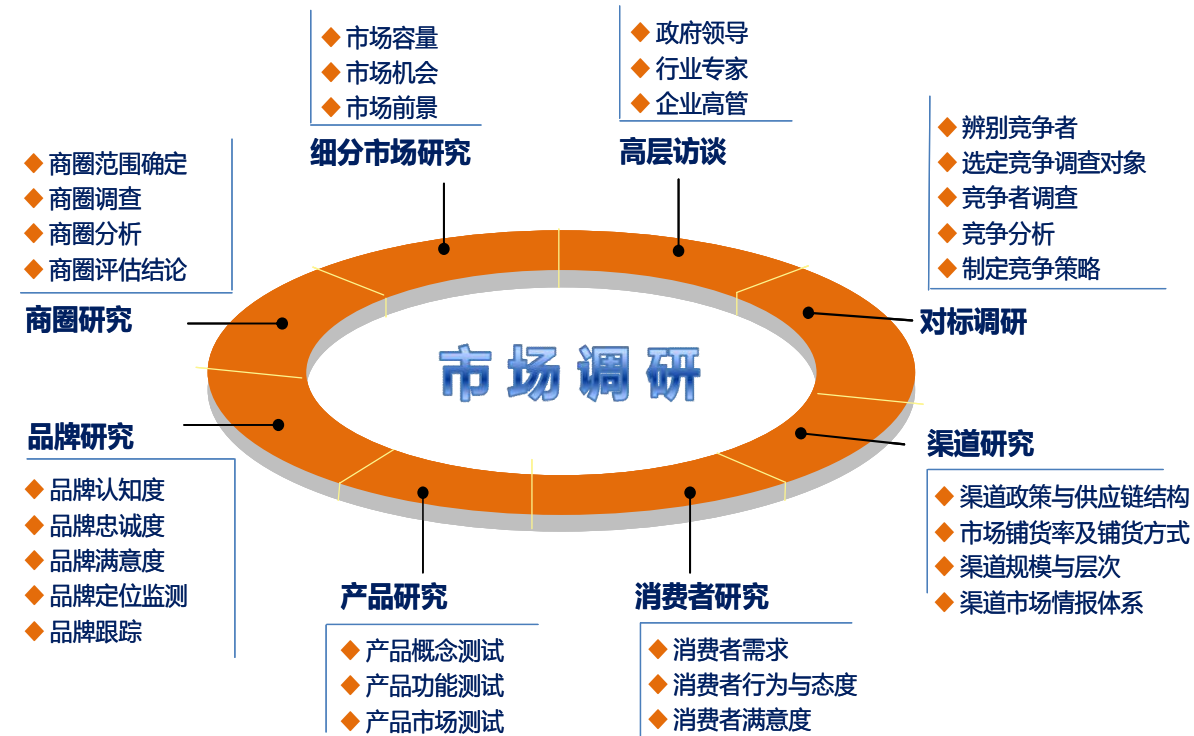 市场容量
市场机会
市场前景
细分市场研究
政府领导
行业专家
企业高管
高层访谈
辨别竞争者
选定竞争调查对象
竞争者调查
竞争分析
制定竞争策略
对标调研
商圈范围确定
商圈调查
商圈分析
商圈评估结论
商圈研究
市场调研
品牌研究
品牌认知度
品牌忠诚度
品牌满意度
品牌定位监测
品牌跟踪
产品研究
产品概念测试
产品功能测试
产品市场测试
消费者研究
消费者需求
消费者行为与态度
消费者满意度
渠道研究
渠道政策与供应链结构
市场铺货率及铺货方式
渠道规模与层次
渠道市场情报体系